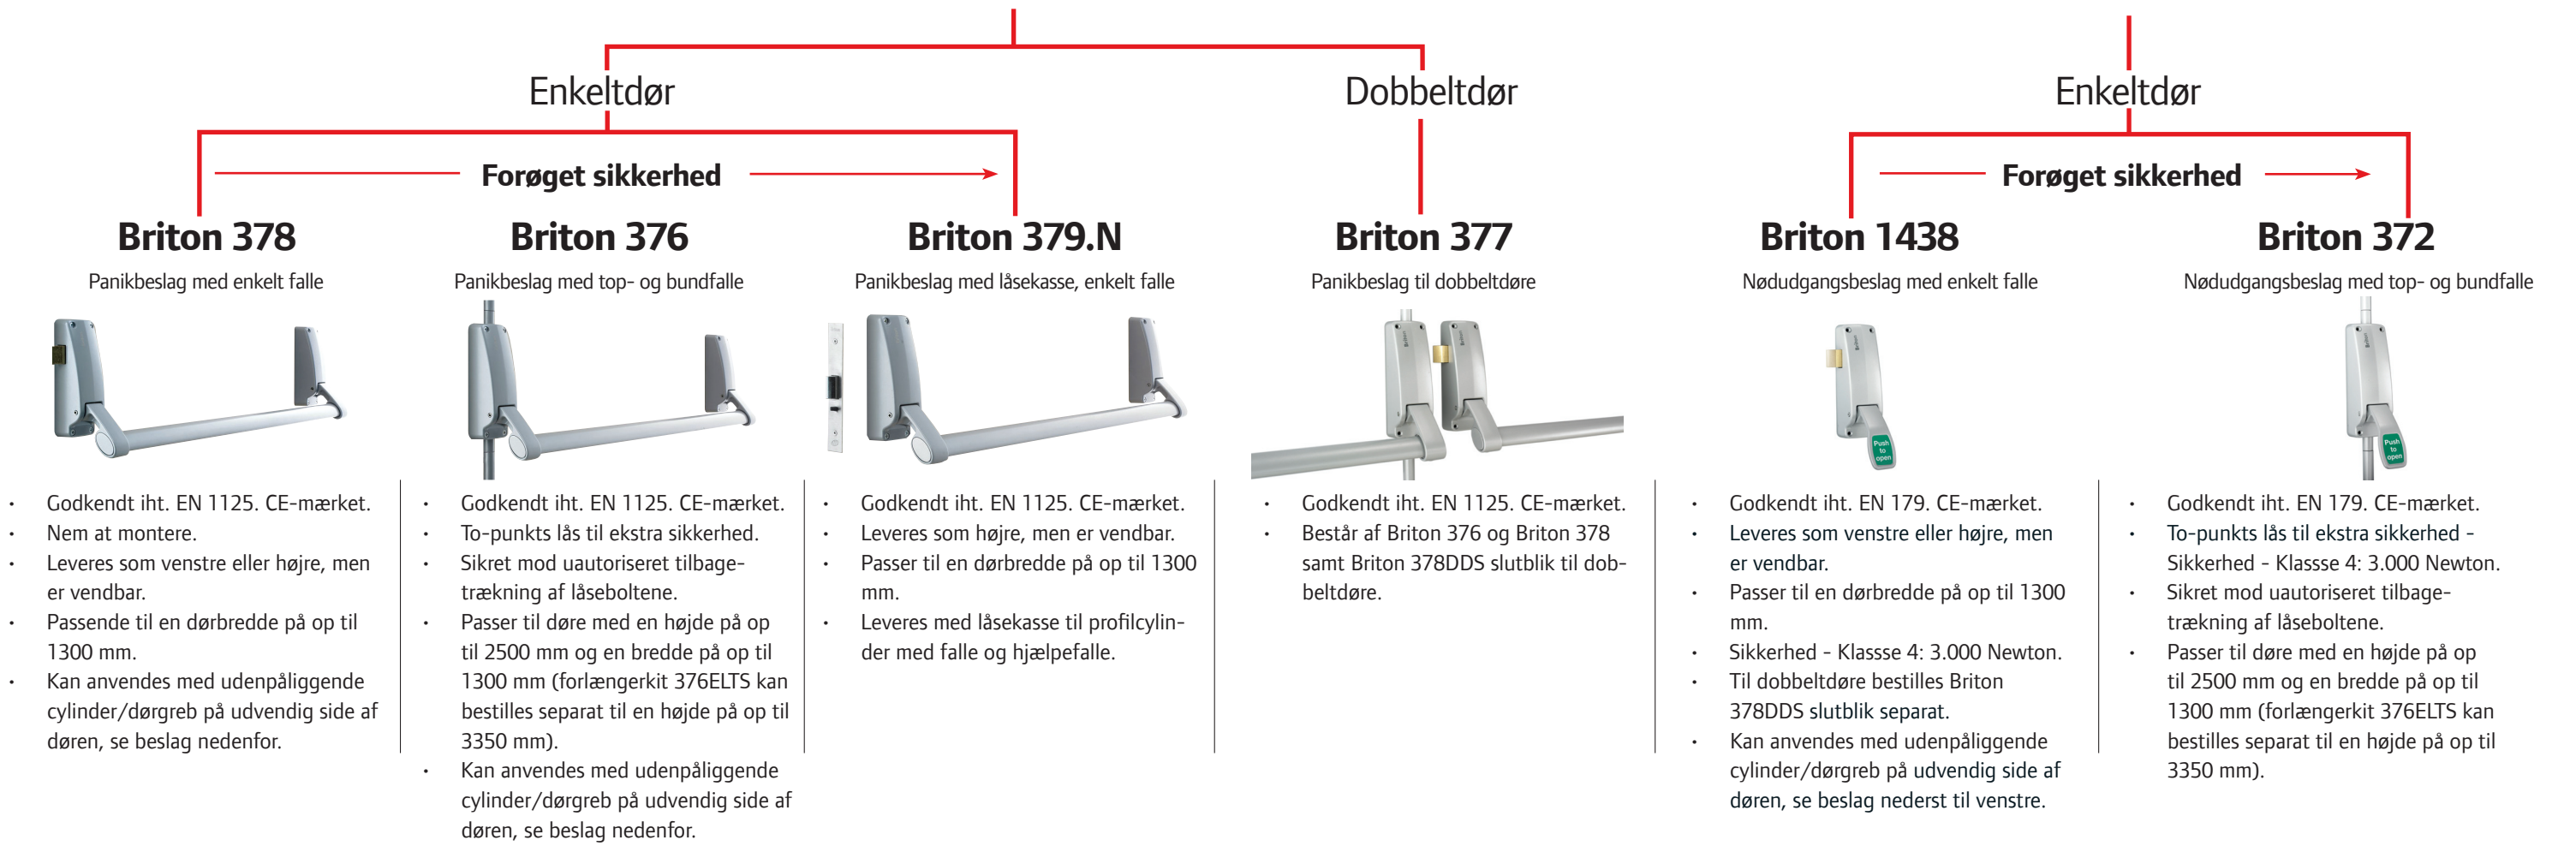 Enkeltdør
Dobbeltdør
Enkeltdør
Forøget sikkerhed
Forøget sikkerhed
Briton 378
Panikbeslag med enkelt falle
• Godkendt iht. EN 1125. CE-mærket.
• Nem at montere.
• Leveres som venstre eller højre, men
er vendbar.
• Passende til en dørbredde på op til
1300 mm.
• Kan anvendes med udenpåliggende
cylinder/dørgreb på udvendig side af
døren, se beslag nedenfor.
Briton 376
Panikbeslag med top- og bundfalle
• Godkendt iht. EN 1125. CE-mærket.
• To-punkts lås til ekstra sikkerhed.
• Sikret mod uautoriseret tilbage-
trækning af låseboltene.
• Passer til døre med en højde på op
til 2500 mm og en bredde på op til
1300 mm (forlængerkit 376ELTS kan
bestilles separat til en højde på op til
3350 mm).
• Kan anvendes med udenpåliggende
cylinder/dørgreb på udvendig side af
døren, se beslag nedenfor.
Briton 379.N
Panikbeslag med låsekasse, enkelt falle
• Godkendt iht. EN 1125. CE-mærket.
• Leveres som højre, men er vendbar.
• Passer til en dørbredde på op til 1300
mm.
• Leveres med låsekasse til profilcylin-
der med falle og hjælpefalle.
Briton 377
Panikbeslag til dobbeltdøre
Briton
Briton
• Godkendt iht. EN 1125. CE-mærket.
• Består af Briton 376 og Briton 378
samt Briton 378DDS slutblik til dob-
beltdøre.
Briton 1438
Nødudgangsbeslag med enkelt falle
Briton
Push
to
open
• Godkendt iht. EN 179. CE-mærket.
• Leveres som venstre eller højre, men
er vendbar.
• Passer til en dørbredde på op til 1300
mm.
• Sikkerhed - Klassse 4: 3.000 Newton.
• Til dobbeltdøre bestilles Briton
378DDS slutblik separat.
• Kan anvendes med udenpåliggende
cylinder/dørgreb på udvendig side af
døren, se beslag nederst til venstre.
Briton 372
Nødudgangsbeslag med top- og bundfalle
Briton
Push
to
open
• Godkendt iht. EN 179. CE-mærket.
• To-punkts lås til ekstra sikkerhed -
Sikkerhed - Klassse 4: 3.000 Newton.
• Sikret mod uautoriseret tilbage-
trækning af låseboltene.
• Passer til døre med en højde på op
til 2500 mm og en bredde på op til
1300 mm (forlængerkit 376ELTS kan
bestilles separat til en højde på op til
3350 mm).